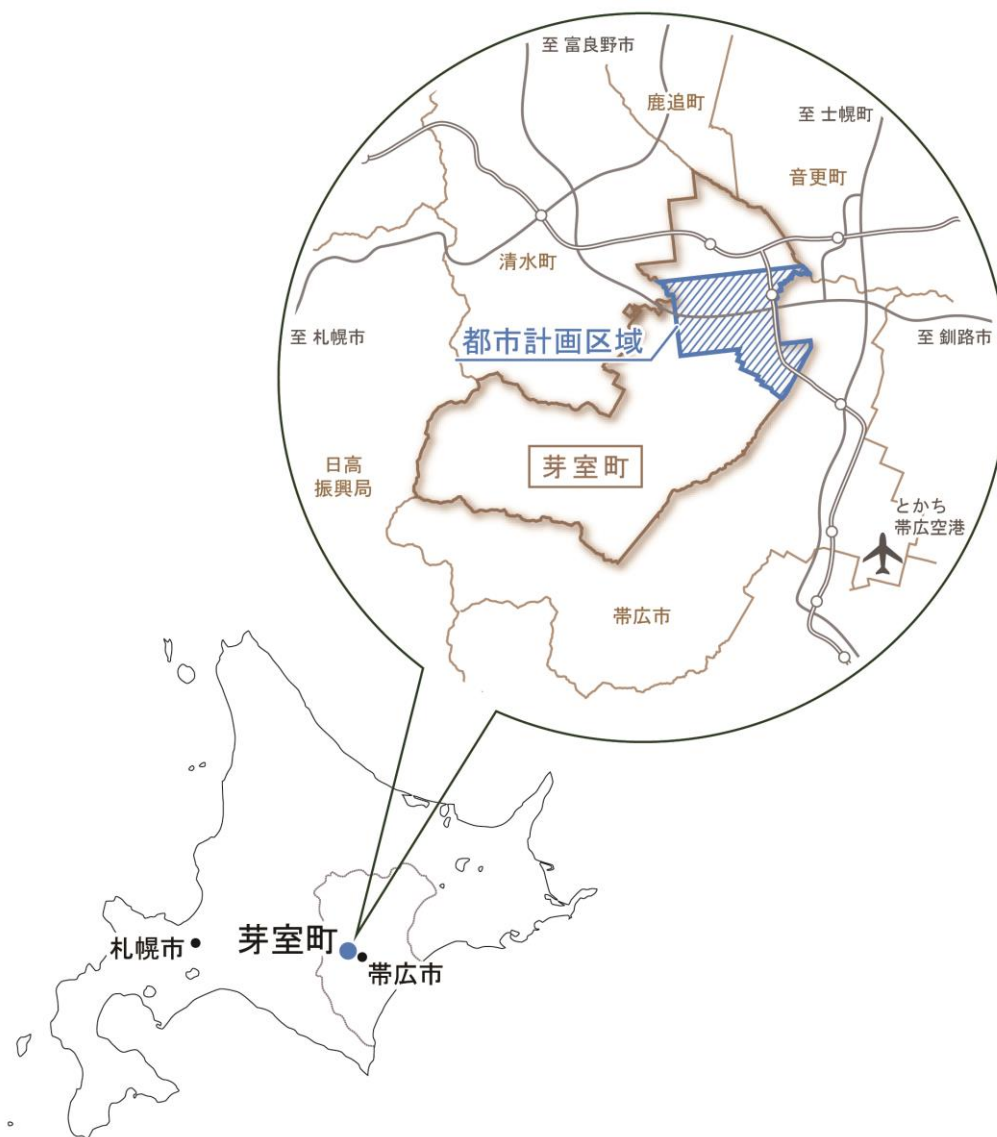 至 富良野市
鹿追町
至 士幌町
音更町
清水町
至 札幌市
都市計画区域
至 釧路市
芽室町
日高
振興局
とかち
帯広空港
帯広市
札幌市
芽室町
帯広市